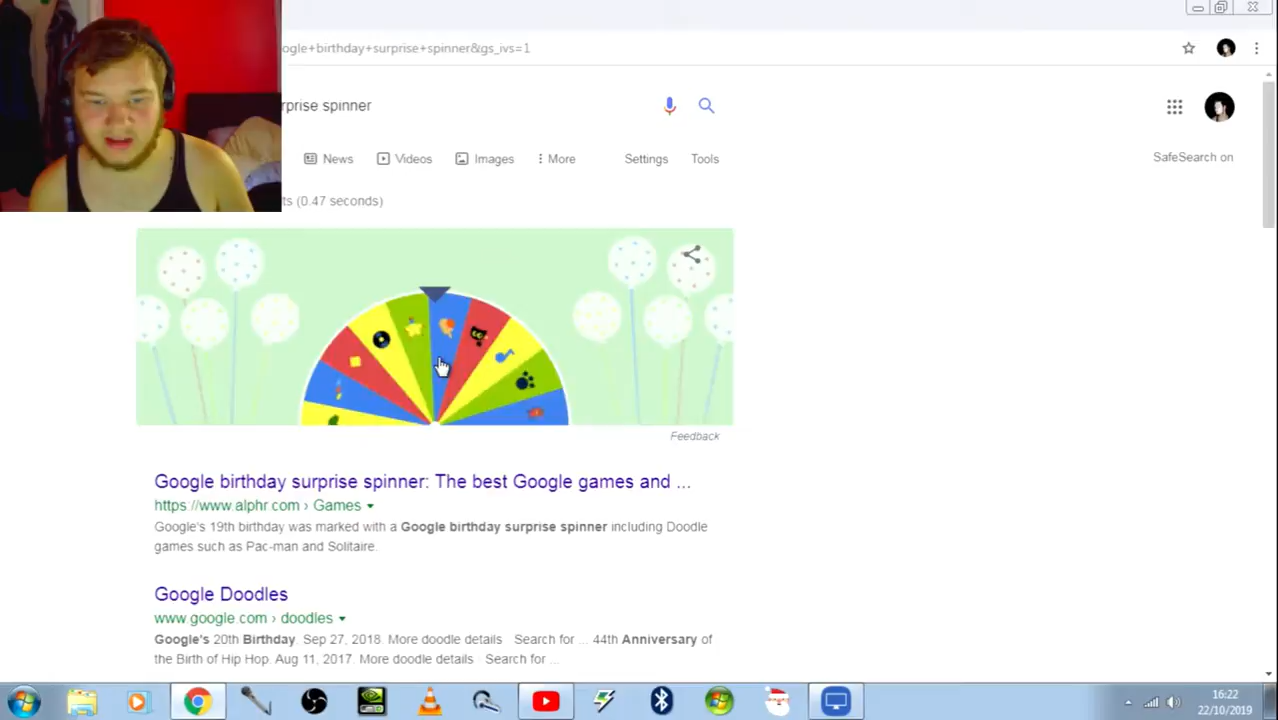 ogle+birthday+surprise+spinner&gs_ivs=1
rprise spinner
News Videos Images More Settings Tools
SafeSearch on
ts (0.47 seconds)
Feedback
Google birthday surprise spinner: The best Google games and ...
https://www.alphr.com › Games
Google's 19th birthday was marked with a Google birthday surprise spinner including Doodle
games such as Pac-man and Solitaire.
Google Doodles
www.google.com › doodles
Google's 20th Birthday. Sep 27, 2018. More doodle details Search for ... 44th Anniversary of
the Birth of Hip Hop. Aug 11, 2017. More doodle details Search for ...
16:22
22/10/2019